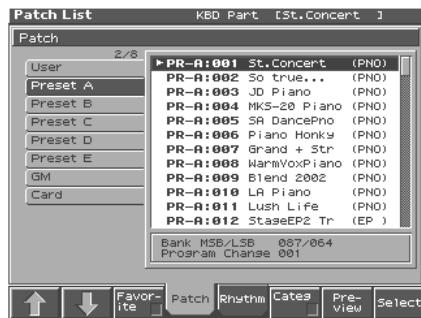 Patch List KBD Part [St.Concert ]
Patch
2/8
User
Preset A
Preset B
Preset C
Preset D
Preset E
GM
Card
PR-A:001 St.Concert (PNO)
PR-A:002 So true... (PNO)
PR-A:003 JD Piano (PNO)
PR-A:004 MKS-20 Piano (PNO)
PR-A:005 SA DancePno (PNO)
PR-A:006 Piano Honky (PNO)
PR-A:007 Grand + Str (PNO)
PR-A:008 WarmVoxPiano (PNO)
PR-A:009 Blend 2002 (PNO)
PR-A:010 LA Piano (PNO)
PR-A:011 Lush Life (PNO)
PR-A:012 StageEP2 Tr (EP )
Bank MSB/LSB 087/064
Program Change 001
Favor-ite Patch Rhythm Categ Pre-view Select